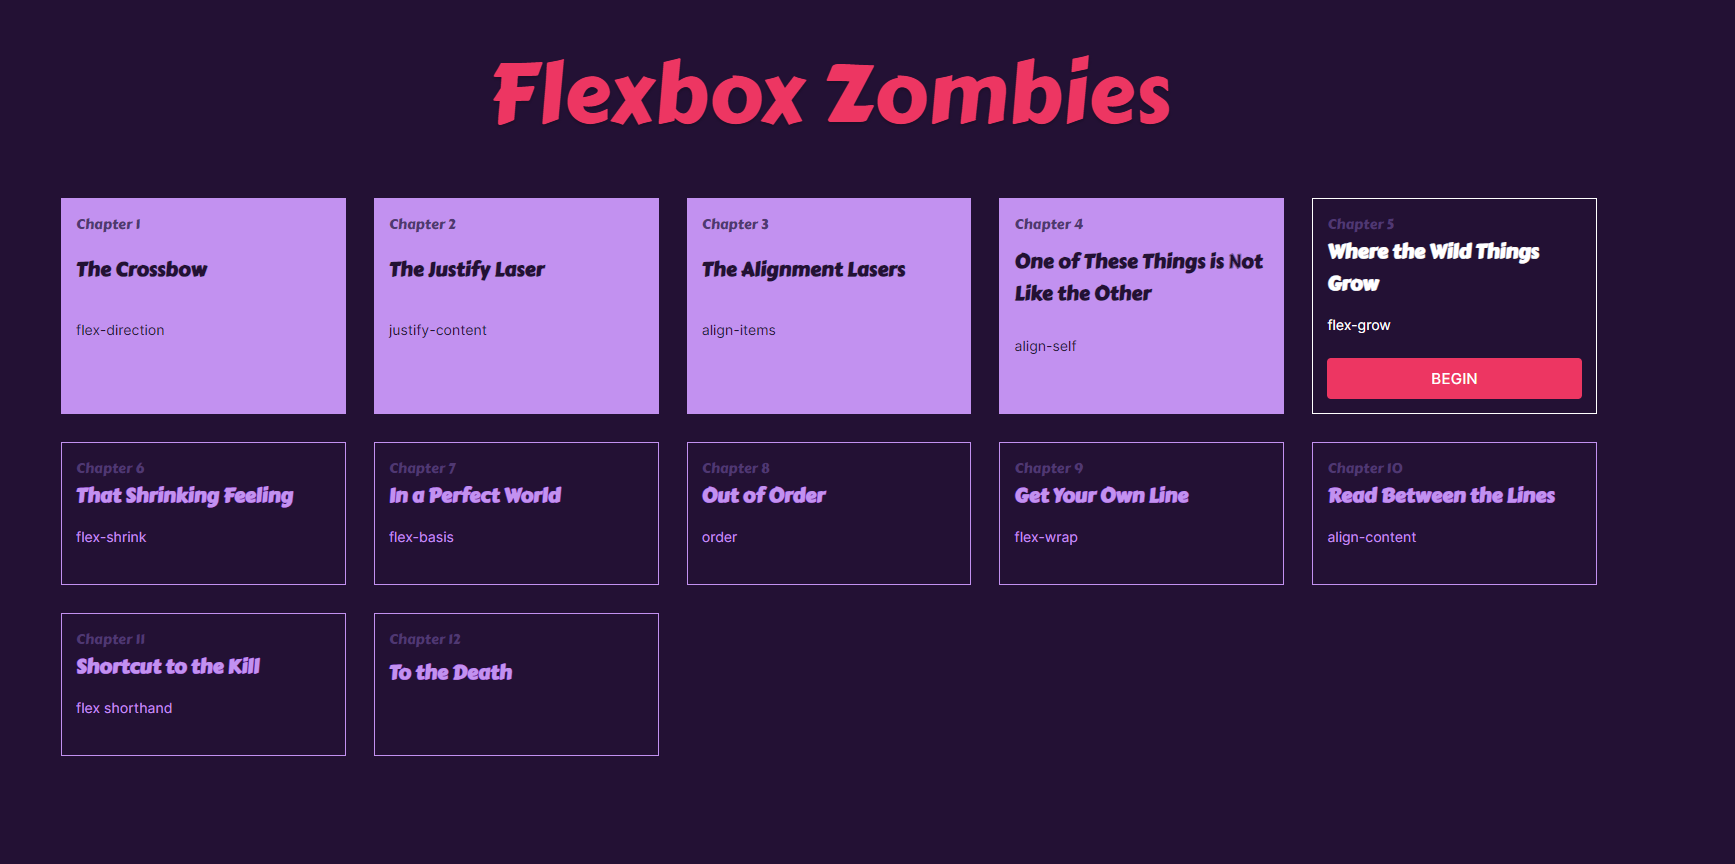 Flexbox Zombies
Chapter 1
The Crossbow
flex-direction
Chapter 2
The Justify Laser
justify-content
Chapter 3
The Alignment Lasers
align-items
Chapter 4
One of These Things is Not
Like the Other
align-self
Chapter 5
Where the Wild Things
Grow
flex-grow
BEGIN
Chapter 6
That Shrinking Feeling
flex-shrink
Chapter 7
In a Perfect World
flex-basis
Chapter 8
Out of Order
order
Chapter 9
Get Your Own Line
flex-wrap
Chapter 10
Read Between the Lines
align-content
Chapter 11
Shortcut to the Kill
flex shorthand
Chapter 12
To the Death